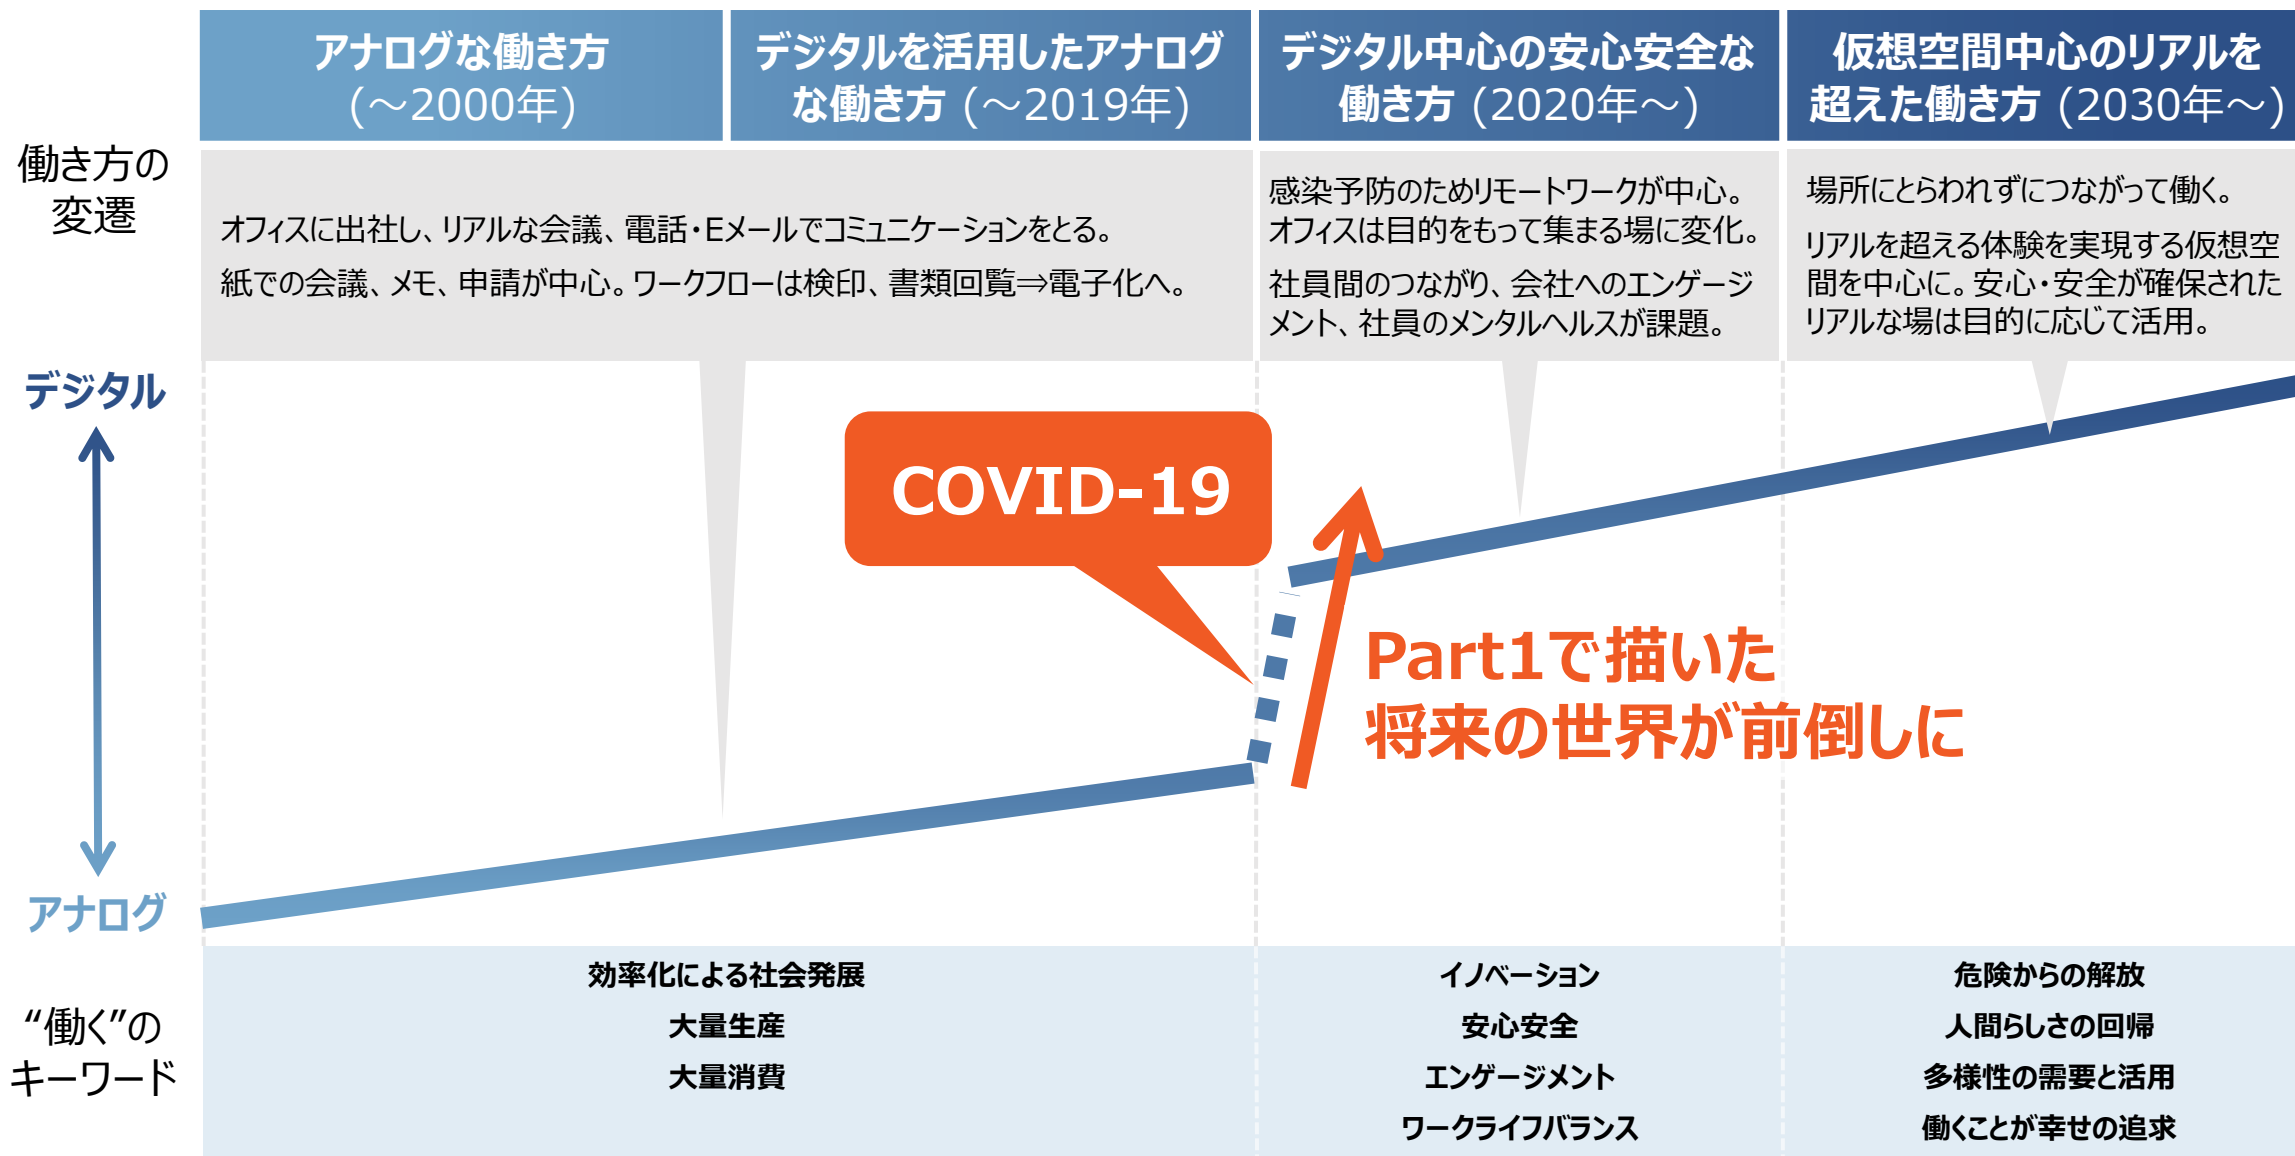 アナログな働き方
(～2000年)
デジタルを活用したアナログ
な働き方 (～2019年)
デジタル中心の安心安全な
働き方 (2020年～)
仮想空間中心のリアルを
超えた働き方 (2030年～)
働き方の
変遷
オフィスに出社し、リアルな会議、電話・Eメールでコミュニケーションをとる。
紙での会議、メモ、申請が中心。ワークフローは検印、書類回覧⇒電子化へ。
感染予防のためリモートワークが中心。
オフィスは目的をもって集まる場に変化。
社員間のつながり、会社へのエンゲージ
メント、社員のメンタルヘルスが課題。
場所にとらわれずにつながって働く。
リアルを超える体験を実現する仮想空
間を中心に。安心・安全が確保された
リアルな場は目的に応じて活用。
デジタル
アナログ
COVID-19
Part1で描いた
将来の世界が前倒しに
“働く”の
キーワード
効率化による社会発展
大量生産
大量消費
イノベーション
安心安全
エンゲージメント
ワークライフバランス
危険からの解放
人間らしさの回帰
多様性の需要と活用
働くことが幸せの追求